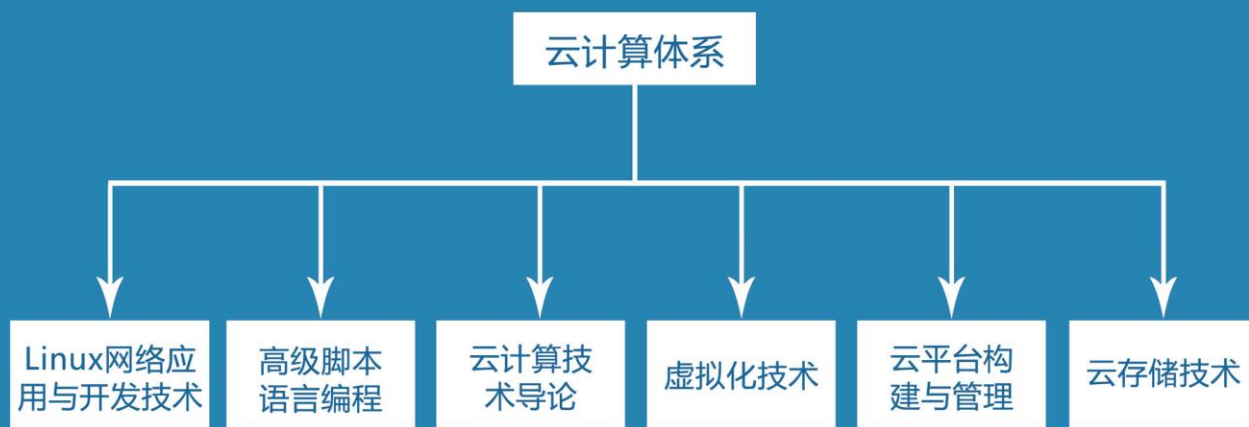 云计算体系
Linux网络应
用与开发技术
高级脚本
语言编程
云计算技
术导论
虚拟化技术
云平台构
建与管理
云存储技术